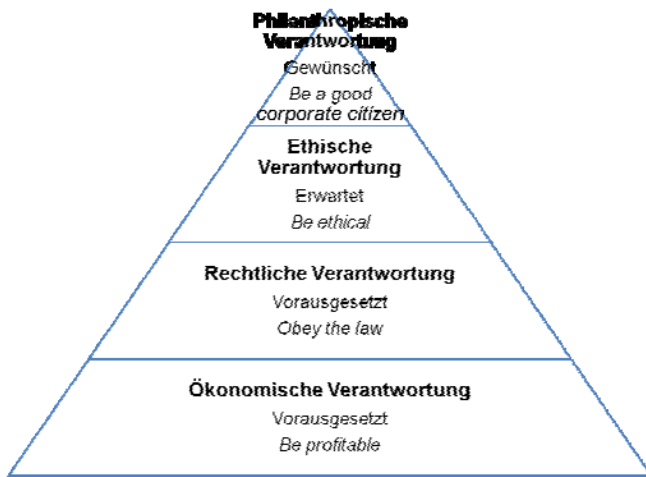 Philanthropische
Verantwortung
Gewünscht
Be a good
corporate citizen
Ethische
Verantwortung
Erwartet
Be ethical
Rechtliche Verantwortung
Vorausgesetzt
Obey the law
Ökonomische Verantwortung
Vorausgesetzt
Be profitable